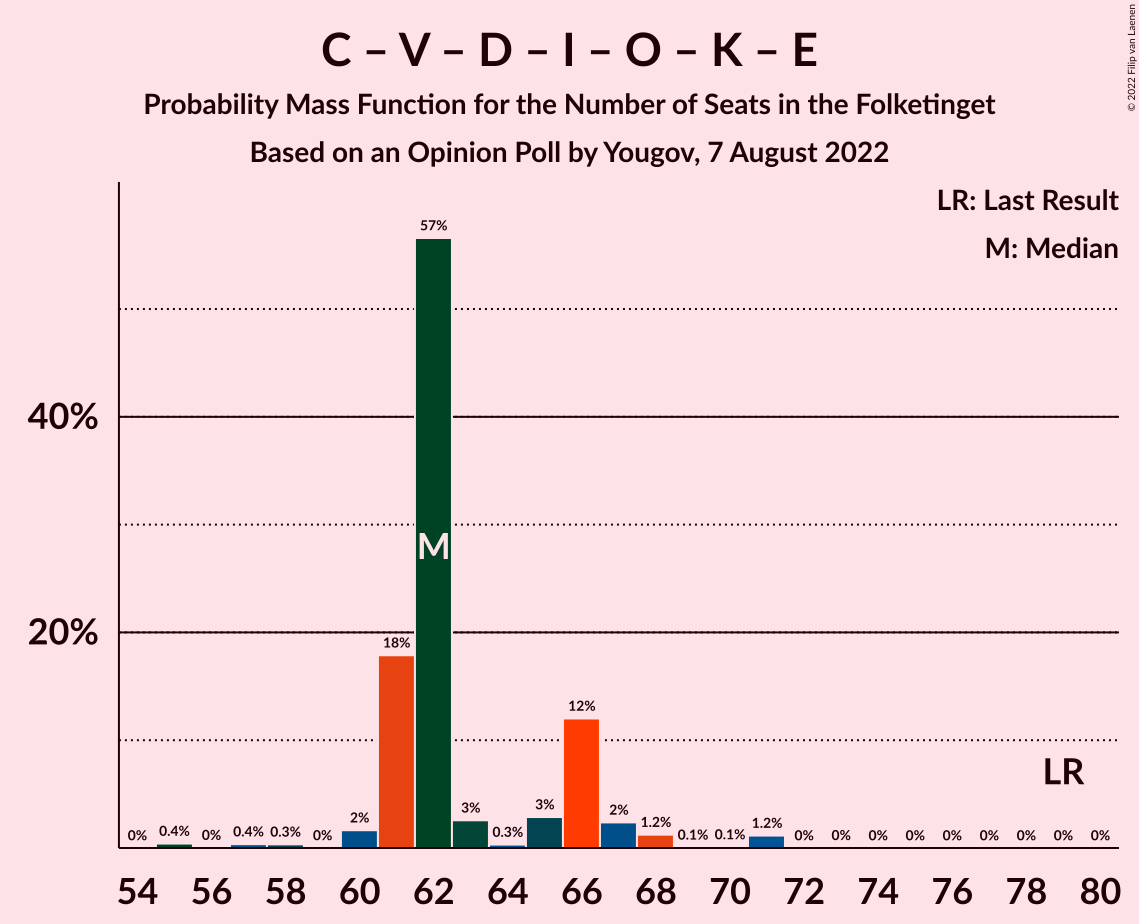 C – V – D – I – O – K – E
Probability Mass Function for the Number of Seats in the Folketinget
Based on an Opinion Poll by Yougov, 7 August 2022
© 2022 Filip van Laenen
LR: Last Result
M: Median
40%
20%
0% 0.4% 0% 0.4% 0.3% 0% 2% 18% 57% 3% 0.3% 3% 12% 2% 1.2% 0.1% 0.1% 1.2% 0% 0% 0% 0% 0% 0% 0% 0% 0%
M
LR
54 56 58 60 62 64 66 68 70 72 74 76 78 80